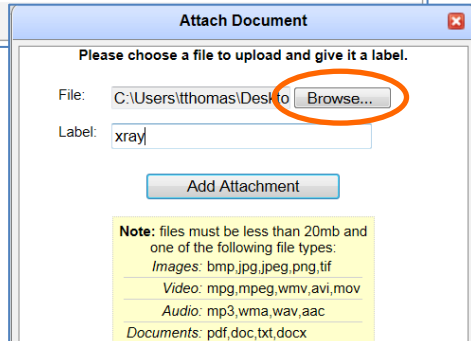 Attach Document
Please choose a file to upload and give it a label.
File: C:\Users\tthomas\Deskto Browse...
Label: xray
Add Attachment
Note: files must be less than 20mb and
one of the following file types:
Images: bmp,jpg,jpeg,png,tif
Video: mpg,mpeg,wmv,avi,mov
Audio: mp3,wma,wav,aac
Documents: pdf,doc,txt,docx